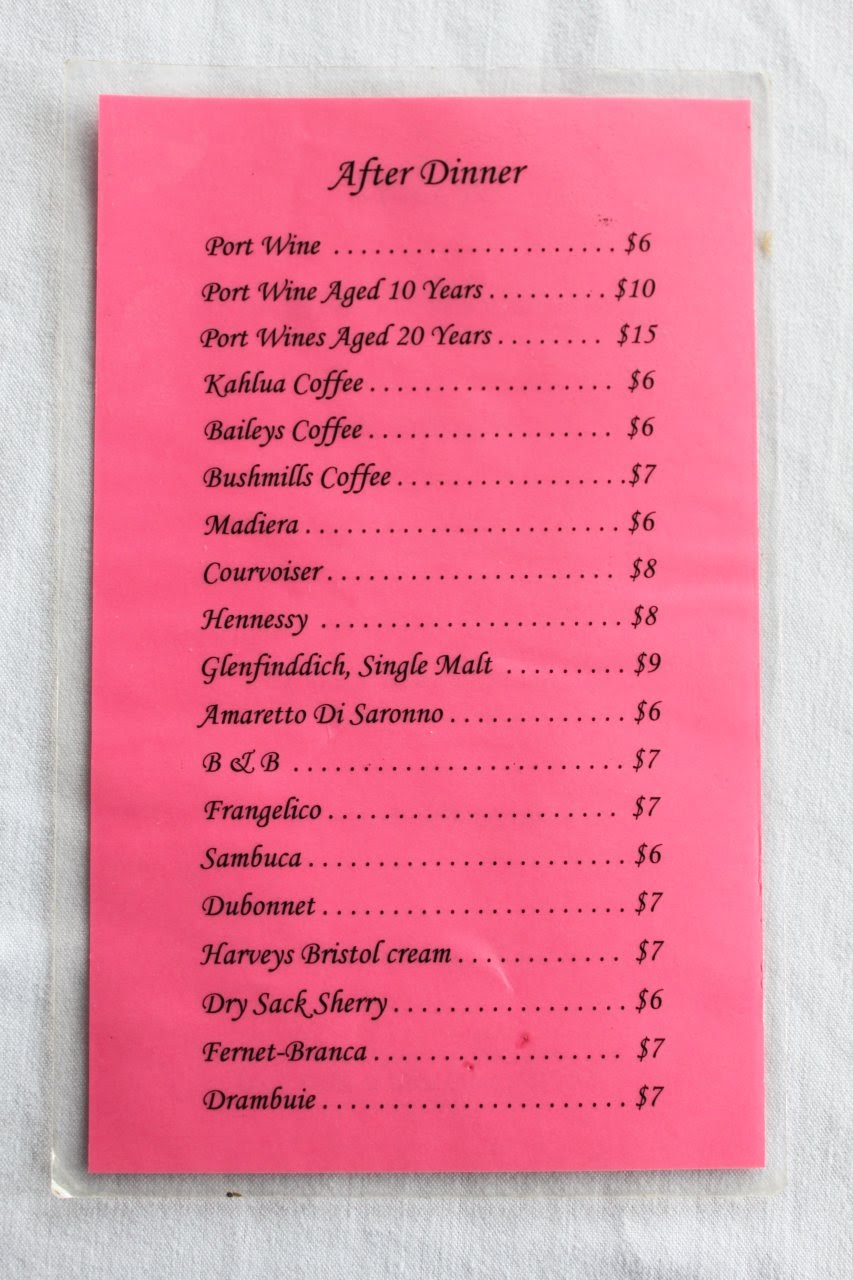 After Dinner
Port Wine . . . . . . . . . . . . . . . . . . . . . $6
Port Wine Aged 10 Years . . . . . . . . . $10
Port Wines Aged 20 Years . . . . . . . . $15
Kahlua Coffee . . . . . . . . . . . . . . . . . . $6
Baileys Coffee . . . . . . . . . . . . . . . . . . $6
Bushmills Coffee . . . . . . . . . . . . . . . . . $7
Madiera . . . . . . . . . . . . . . . . . . . . . . . $6
Courvoiser . . . . . . . . . . . . . . . . . . . . . $8
Hennessy . . . . . . . . . . . . . . . . . . . . . . $8
Glenfinddich, Single Malt . . . . . . . . . $9
Amaretto Di Saronno . . . . . . . . . . . . . $6
B & B . . . . . . . . . . . . . . . . . . . . . . . . $7
Frangelico . . . . . . . . . . . . . . . . . . . . . $7
Sambuca . . . . . . . . . . . . . . . . . . . . . . . $6
Dubonnet . . . . . . . . . . . . . . . . . . . . . . $7
Harveys Bristol cream . . . . . . . . . . . . $7
Dry Sack Sherry . . . . . . . . . . . . . . . . . $6
Fernet-Branca . . . . . . . . . . . . . . . . . . $7
Drambuie . . . . . . . . . . . . . . . . . . . . . . $7